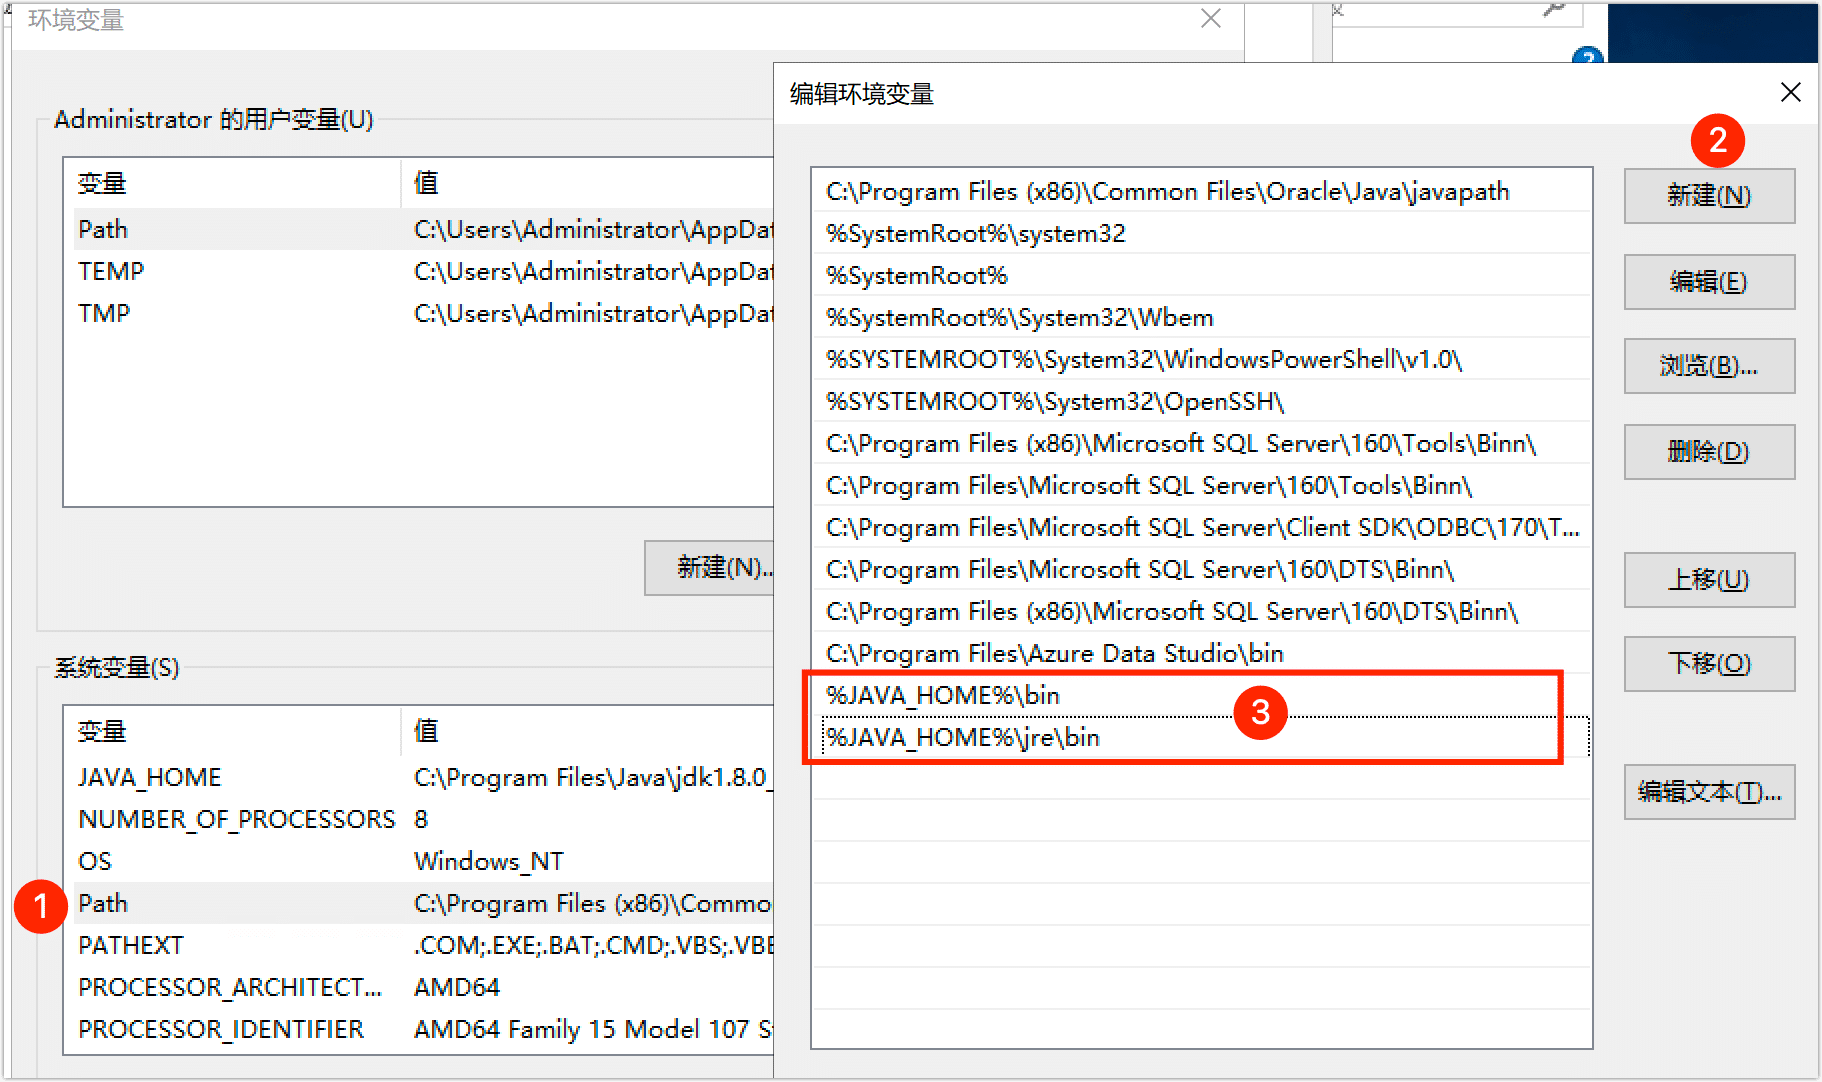 环境变量
Administrator 的用户变量(U)
变量 值
Path C:\Users\Administrator\AppDat
TEMP C:\Users\Administrator\AppDat
TMP C:\Users\Administrator\AppDat
新建(N)..
系统变量(S)
变量 值
JAVA_HOME C:\Program Files\Java\jdk1.8.0_
NUMBER_OF_PROCESSORS 8
OS Windows_NT
1
Path C:\Program Files (x86)\Commo
PATHEXT .COM;.EXE;.BAT;.CMD;.VBS;.VBE
PROCESSOR_ARCHITECT... AMD64
PROCESSOR_IDENTIFIER AMD64 Family 15 Model 107 S
?
编辑环境变量
C:\Program Files (x86)\Common Files\Oracle\Java\javapath
%SystemRoot%\system32
%SystemRoot%
%SystemRoot%\System32\Wbem
%SYSTEMROOT%\System32\WindowsPowerShell\v1.0\
%SYSTEMROOT%\System32\OpenSSH\
C:\Program Files (x86)\Microsoft SQL Server\160\Tools\Binn\
C:\Program Files\Microsoft SQL Server\160\Tools\Binn\
C:\Program Files\Microsoft SQL Server\Client SDK\ODBC\170\T...
C:\Program Files\Microsoft SQL Server\160\DTS\Binn\
C:\Program Files (x86)\Microsoft SQL Server\160\DTS\Binn\
C:\Program Files\Azure Data Studio\bin
%JAVA_HOME%\bin
3
%JAVA_HOME%\jre\bin
2
新建(N)
编辑(E)
浏览(B)...
删除(D)
上移(U)
下移(O)
编辑文本(T)...